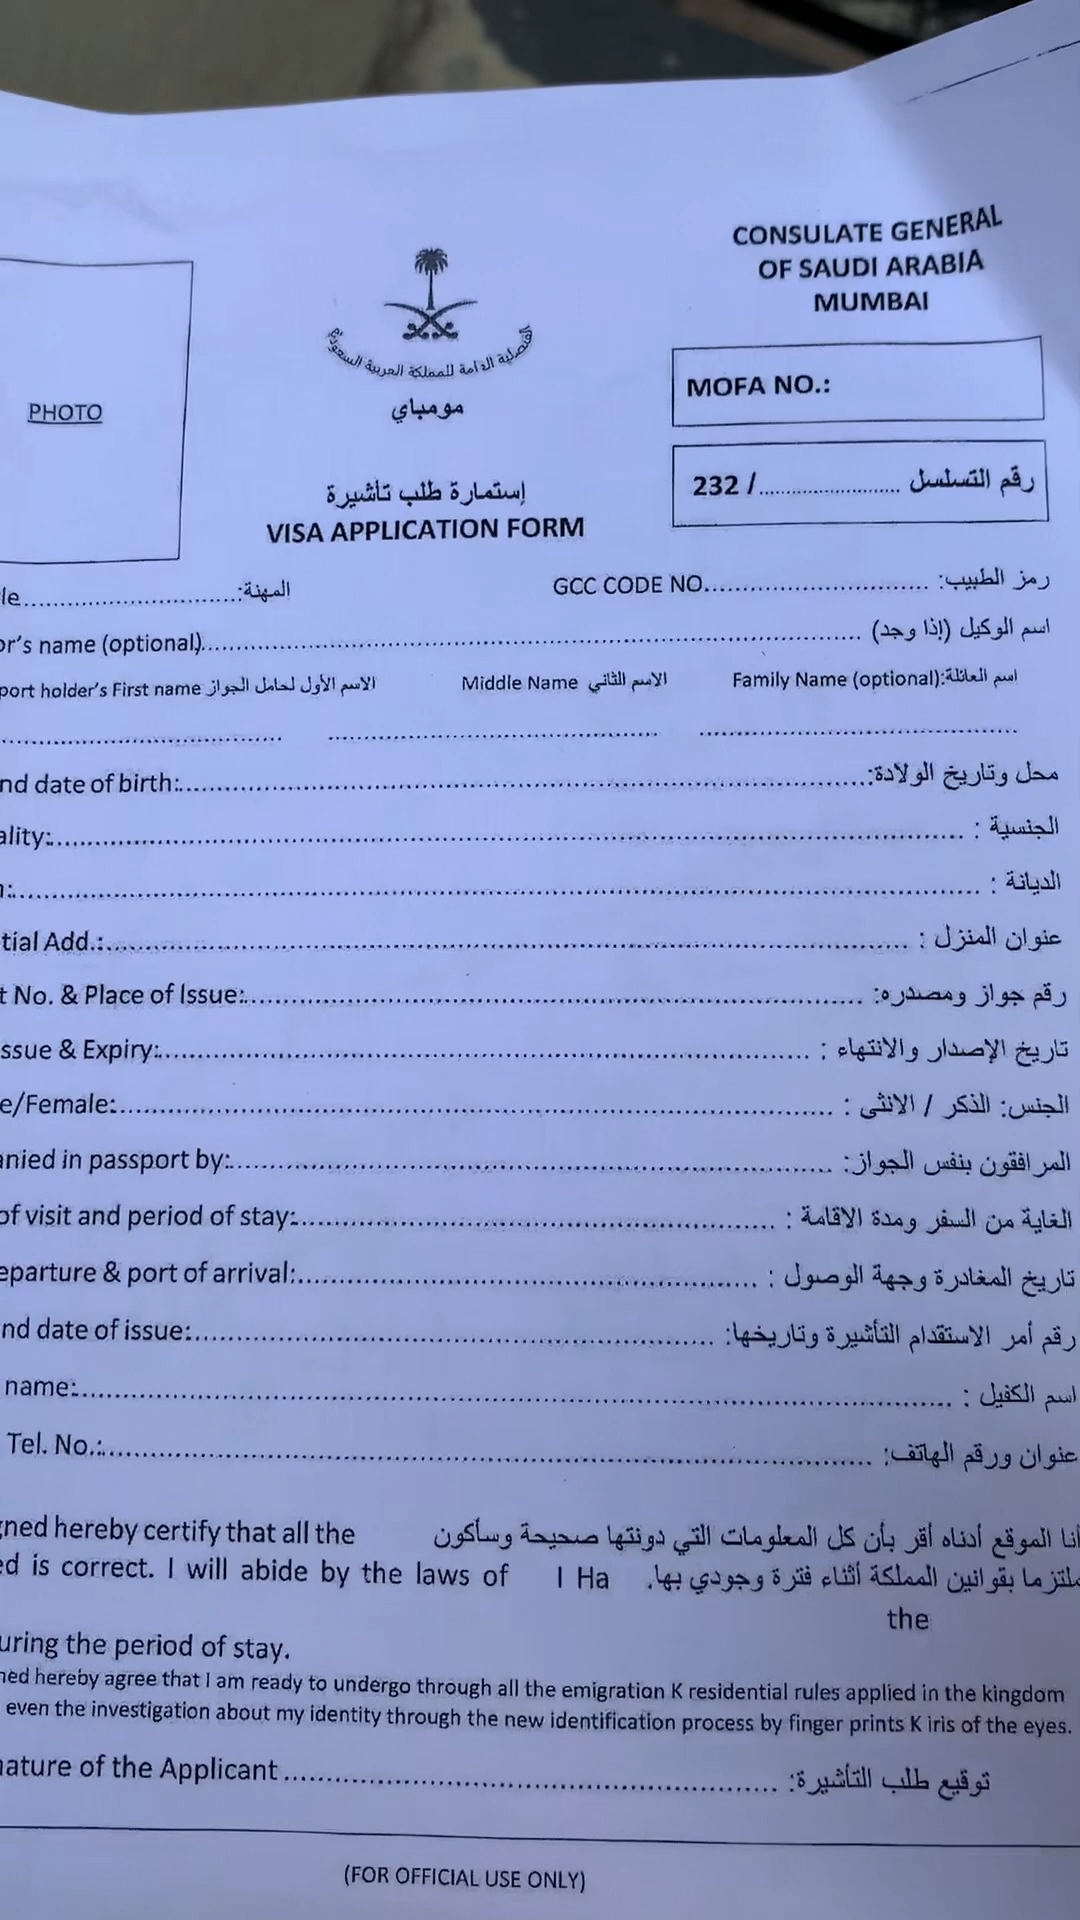 CONSULATE GENERAL
OF SAUDI ARABIA
MUMBAI
القنصلية العامة للمملكة العربية السعودية
مومباي
PHOTO
MOFA NO.:
232 /........................ رقم التسلسل
إستمارة طلب تأشيرة
VISA APPLICATION FORM
le..............................:المهنة
GCC CODE NO............................... رمز الطبيب:
or's name (optional)........................................ اسم الوكيل (إذا وجد)
port holder's First name الاسم الأول لحامل الجواز Middle Name الاسم الثاني Family Name (optional):اسم العائلة
nd date of birth:........................................ محل وتاريخ الولادة:
ality:........................................ الجنسية :
n:........................................ الديانة :
tial Add.:........................................ عنوان المنزل :
t No. & Place of Issue:........................................ رقم جواز ومصدره:
ssue & Expiry:........................................ تاريخ الإصدار والانتهاء :
e/Female:........................................ الجنس: الذكر / الانثى :
anied in passport by:........................................ المرافقون بنفس الجواز:
of visit and period of stay:........................................ الغاية من السفر ومدة الاقامة :
eparture & port of arrival:........................................ تاريخ المغادرة وجهة الوصول :
nd date of issue:........................................ رقم أمر الاستقدام التأشيرة وتاريخها:
name:........................................ اسم الكفيل :
Tel. No.:........................................ عنوان ورقم الهاتف:
gned hereby certify that all the أنا الموقع أدناه أقر بأن كل المعلومات التي دونتها صحيحة وسأكون
ed is correct. I will abide by the laws of I Ha ملتزما بقوانين المملكة أثناء فترة وجودي بها.
the
uring the period of stay.
ned hereby agree that I am ready to undergo through all the emigration K residential rules applied in the kingdom
even the investigation about my identity through the new identification process by finger prints K iris of the eyes.
nature of the Applicant........................................ توقيع طلب التأشيرة:
(FOR OFFICIAL USE ONLY)